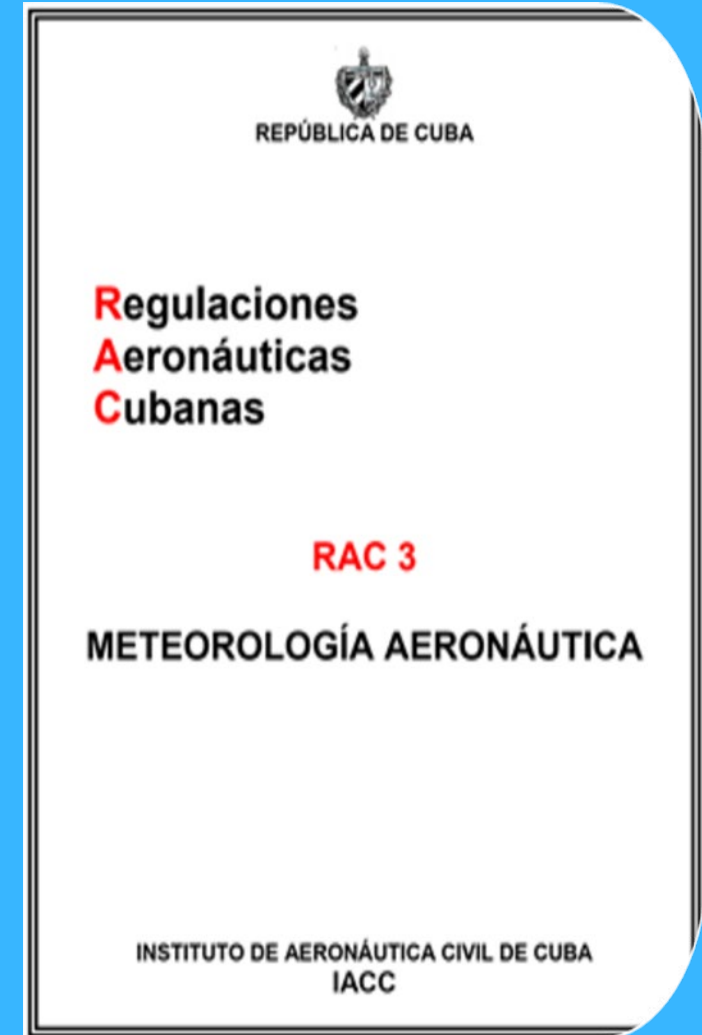 REPÚBLICA DE CUBA
Regulaciones
Aeronáuticas
Cubanas
RAC 3
METEOROLOGÍA AERONÁUTICA
INSTITUTO DE AERONÁUTICA CIVIL DE CUBA
IACC